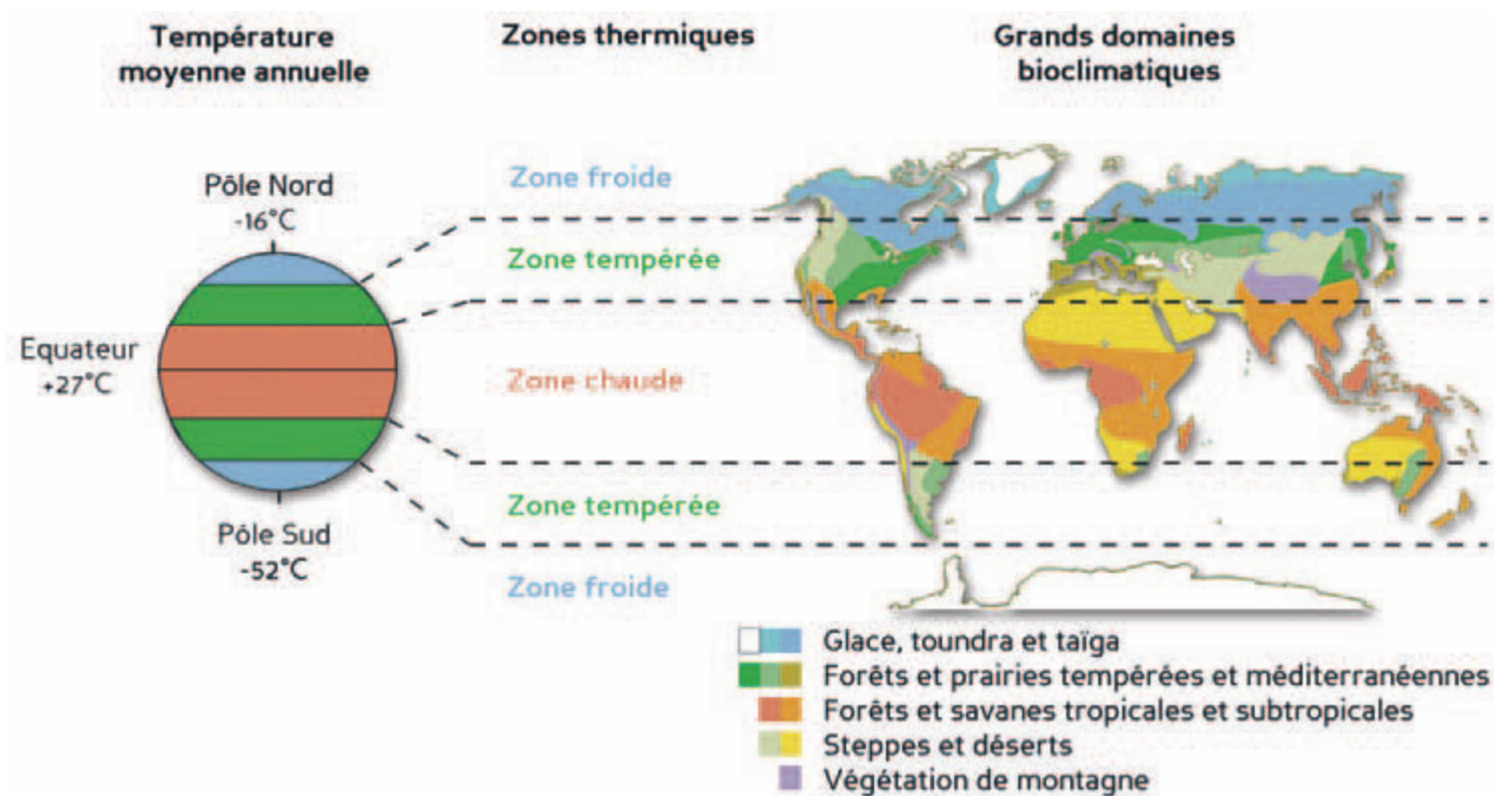 Température
moyenne annuelle
Zones thermiques
Grands domaines
bioclimatiques
Pôle Nord
-16°C
Equateur
+27°C
Pôle Sud
-52°C
Zone froide
Zone tempérée
Zone chaude
Zone tempérée
Zone froide
Glace, toundra et taïga
Forêts et prairies tempérées et méditerranéennes
Forêts et savanes tropicales et subtropicales
Steppes et déserts
Végétation de montagne